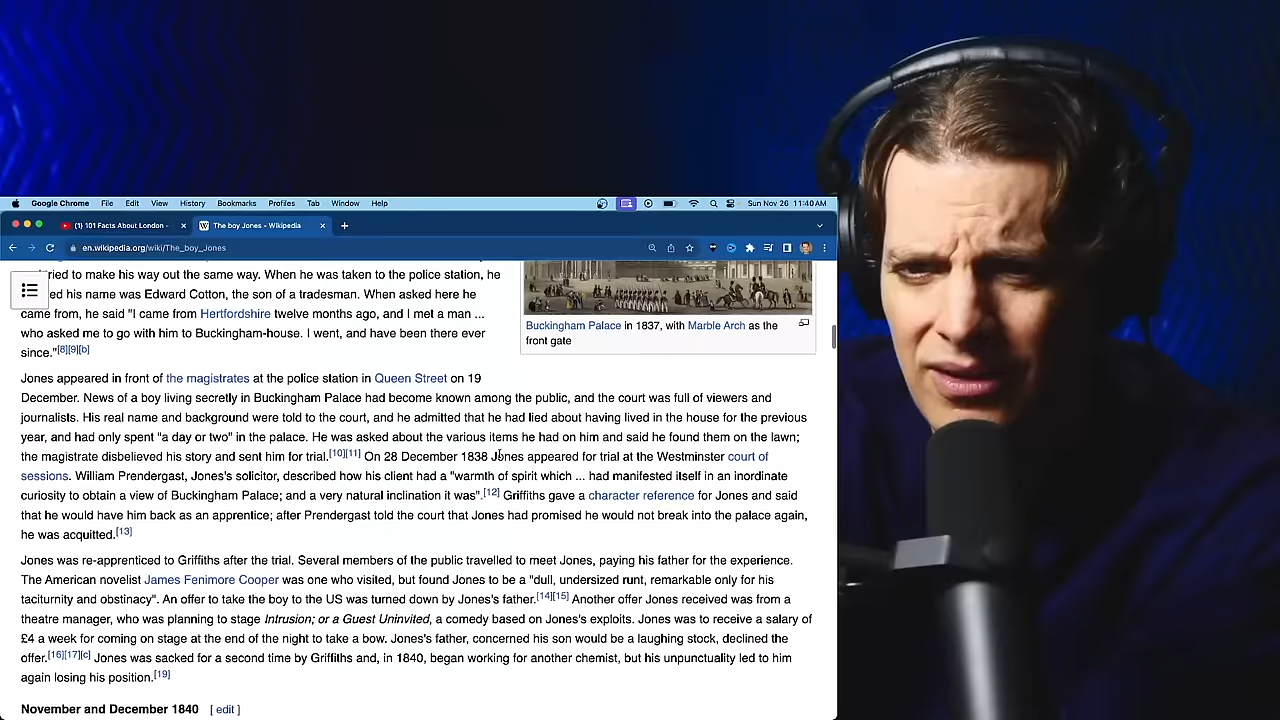 Google Chrome File Edit View History Bookmarks Profiles Tab Window Help Sun Nov 26 11:40 AM
(1) 101 Facts About London - The boy Jones - Wikipedia
en.wikipedia.org/wiki/The_boy_Jones
ried to make his way out the same way. When he was taken to the police station, he
ed his name was Edward Cotton, the son of a tradesman. When asked here he
came from, he said "I came from Hertfordshire twelve months ago, and I met a man ...
who asked me to go with him to Buckingham-house. I went, and have been there ever
since."[8][9][b]
Buckingham Palace in 1837, with Marble Arch as the
front gate
Jones appeared in front of the magistrates at the police station in Queen Street on 19
December. News of a boy living secretly in Buckingham Palace had become known among the public, and the court was full of viewers and
journalists. His real name and background were told to the court, and he admitted that he had lied about having lived in the house for the previous
year, and had only spent "a day or two" in the palace. He was asked about the various items he had on him and said he found them on the lawn;
the magistrate disbelieved his story and sent him for trial.[10][11] On 28 December 1838 Jones appeared for trial at the Westminster court of
sessions. William Prendergast, Jones's solicitor, described how his client had a "warmth of spirit which ... had manifested itself in an inordinate
curiosity to obtain a view of Buckingham Palace; and a very natural inclination it was".[12] Griffiths gave a character reference for Jones and said
that he would have him back as an apprentice; after Prendergast told the court that Jones had promised he would not break into the palace again,
he was acquitted.[13]
Jones was re-apprenticed to Griffiths after the trial. Several members of the public travelled to meet Jones, paying his father for the experience.
The American novelist James Fenimore Cooper was one who visited, but found Jones to be a "dull, undersized runt, remarkable only for his
taciturnity and obstinacy". An offer to take the boy to the US was turned down by Jones's father.[14][15] Another offer Jones received was from a
theatre manager, who was planning to stage Intrusion; or a Guest Uninvited, a comedy based on Jones's exploits. Jones was to receive a salary of
£4 a week for coming on stage at the end of the night to take a bow. Jones's father, concerned his son would be a laughing stock, declined the
offer.[16][17][c] Jones was sacked for a second time by Griffiths and, in 1840, began working for another chemist, but his unpunctuality led to him
again losing his position.[19]
November and December 1840 [ edit ]